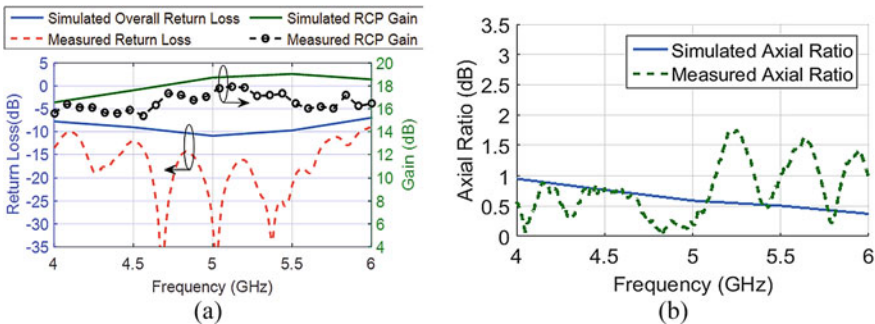 Simulated Overall Return Loss
Simulated RCP Gain
Measured Return Loss
Measured RCP Gain
Return Loss(dB)
5
0
-5
-10
-15
-20
-25
-30
-35
20
18
16
14
12
10
8
6
4
Gain (dB)
4
4.5
5
5.5
6
Frequency (GHz)
(a)
Axial Ratio (dB)
3.5
3
2.5
2
1.5
1
0.5
0
Simulated Axial Ratio
Measured Axial Ratio
4
4.5
5
5.5
6
Frequency (GHz)
(b)